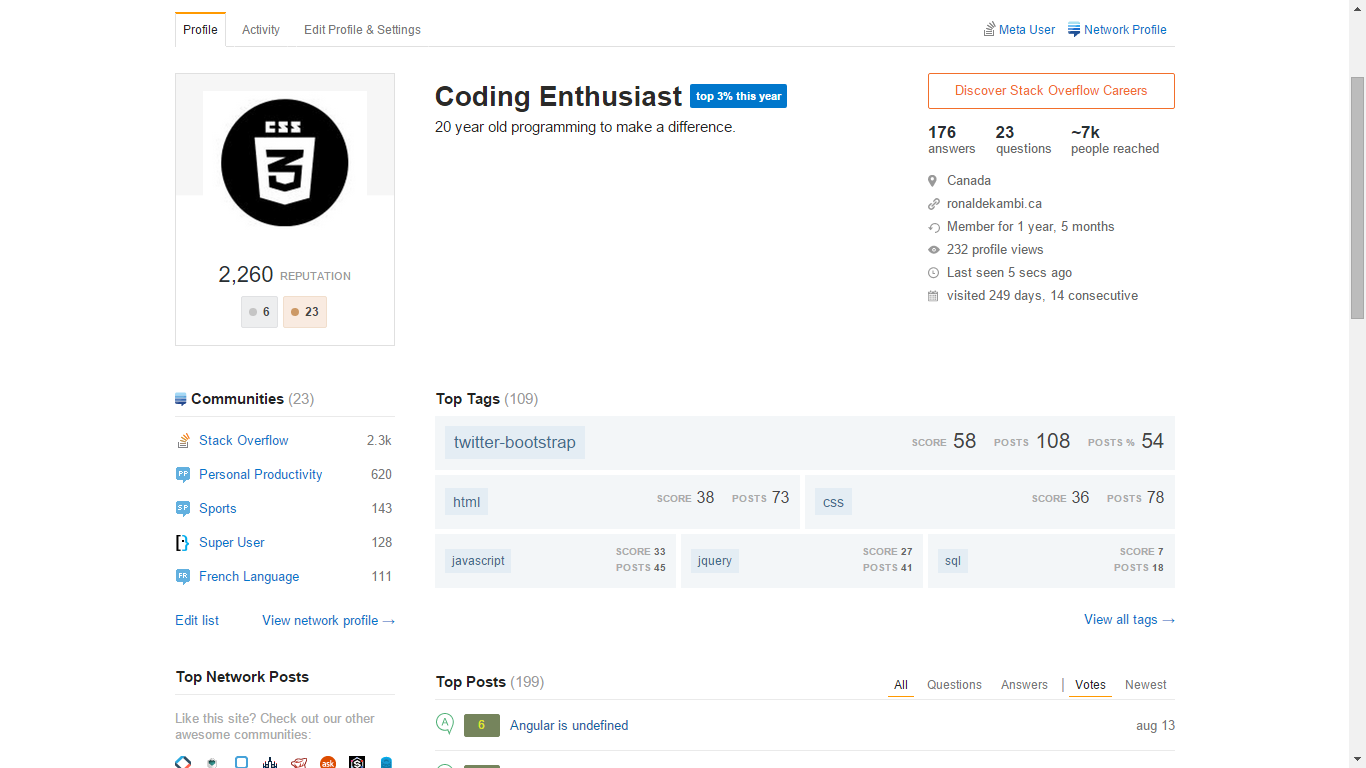 Profile Activity Edit Profile & Settings Meta User Network Profile
CSS
3
2,260 REPUTATION
6 23
Coding Enthusiast top 3% this year
20 year old programming to make a difference.
Discover Stack Overflow Careers
176 23 ~7k
answers questions people reached
Canada
ronaldekambi.ca
Member for 1 year, 5 months
232 profile views
Last seen 5 secs ago
visited 249 days, 14 consecutive
Communities (23)
Stack Overflow 2.3k
PP Personal Productivity 620
SP Sports 143
Super User 128
FR French Language 111
Edit list View network profile →
Top Tags (109)
twitter-bootstrap SCORE 58 POSTS 108 POSTS % 54
html SCORE 38 POSTS 73
css SCORE 36 POSTS 78
javascript SCORE 33
POSTS 45
jquery SCORE 27
POSTS 41
sql SCORE 7
POSTS 18
View all tags →
Top Network Posts
Like this site? Check out our other
awesome communities:
ask
Top Posts (199) All Questions Answers | Votes Newest
A 6 Angular is undefined aug 13